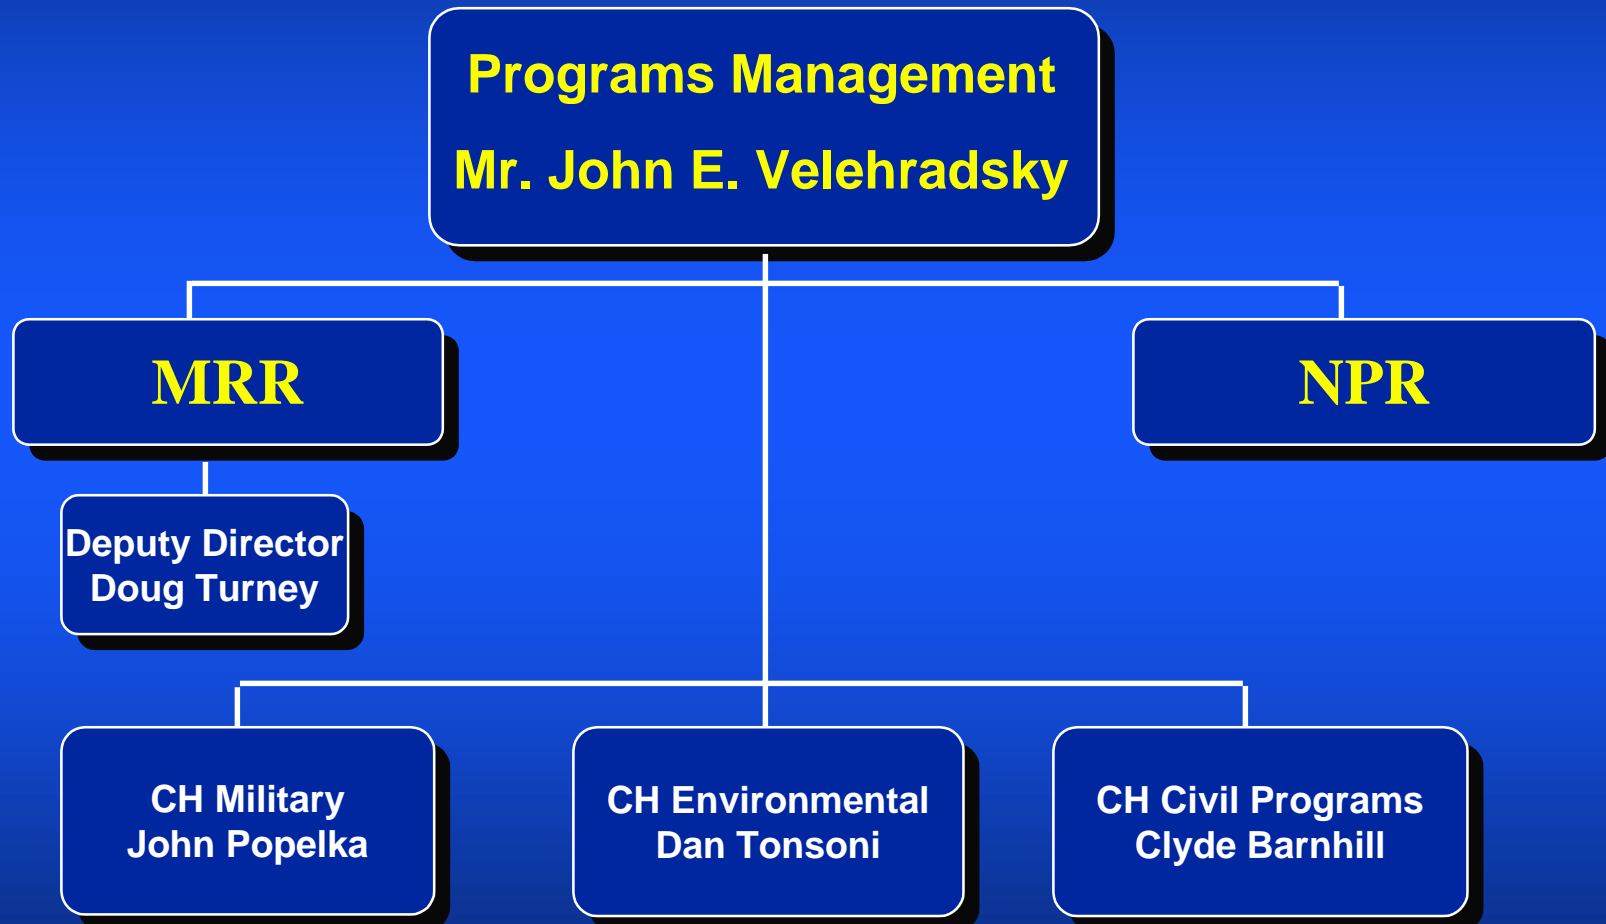 Programs Management
Mr. John E. Velehradsky
MRR
NPR
Deputy Director
Doug Turney
CH Military
John Popelka
CH Environmental
Dan Tonsoni
CH Civil Programs
Clyde Barnhill